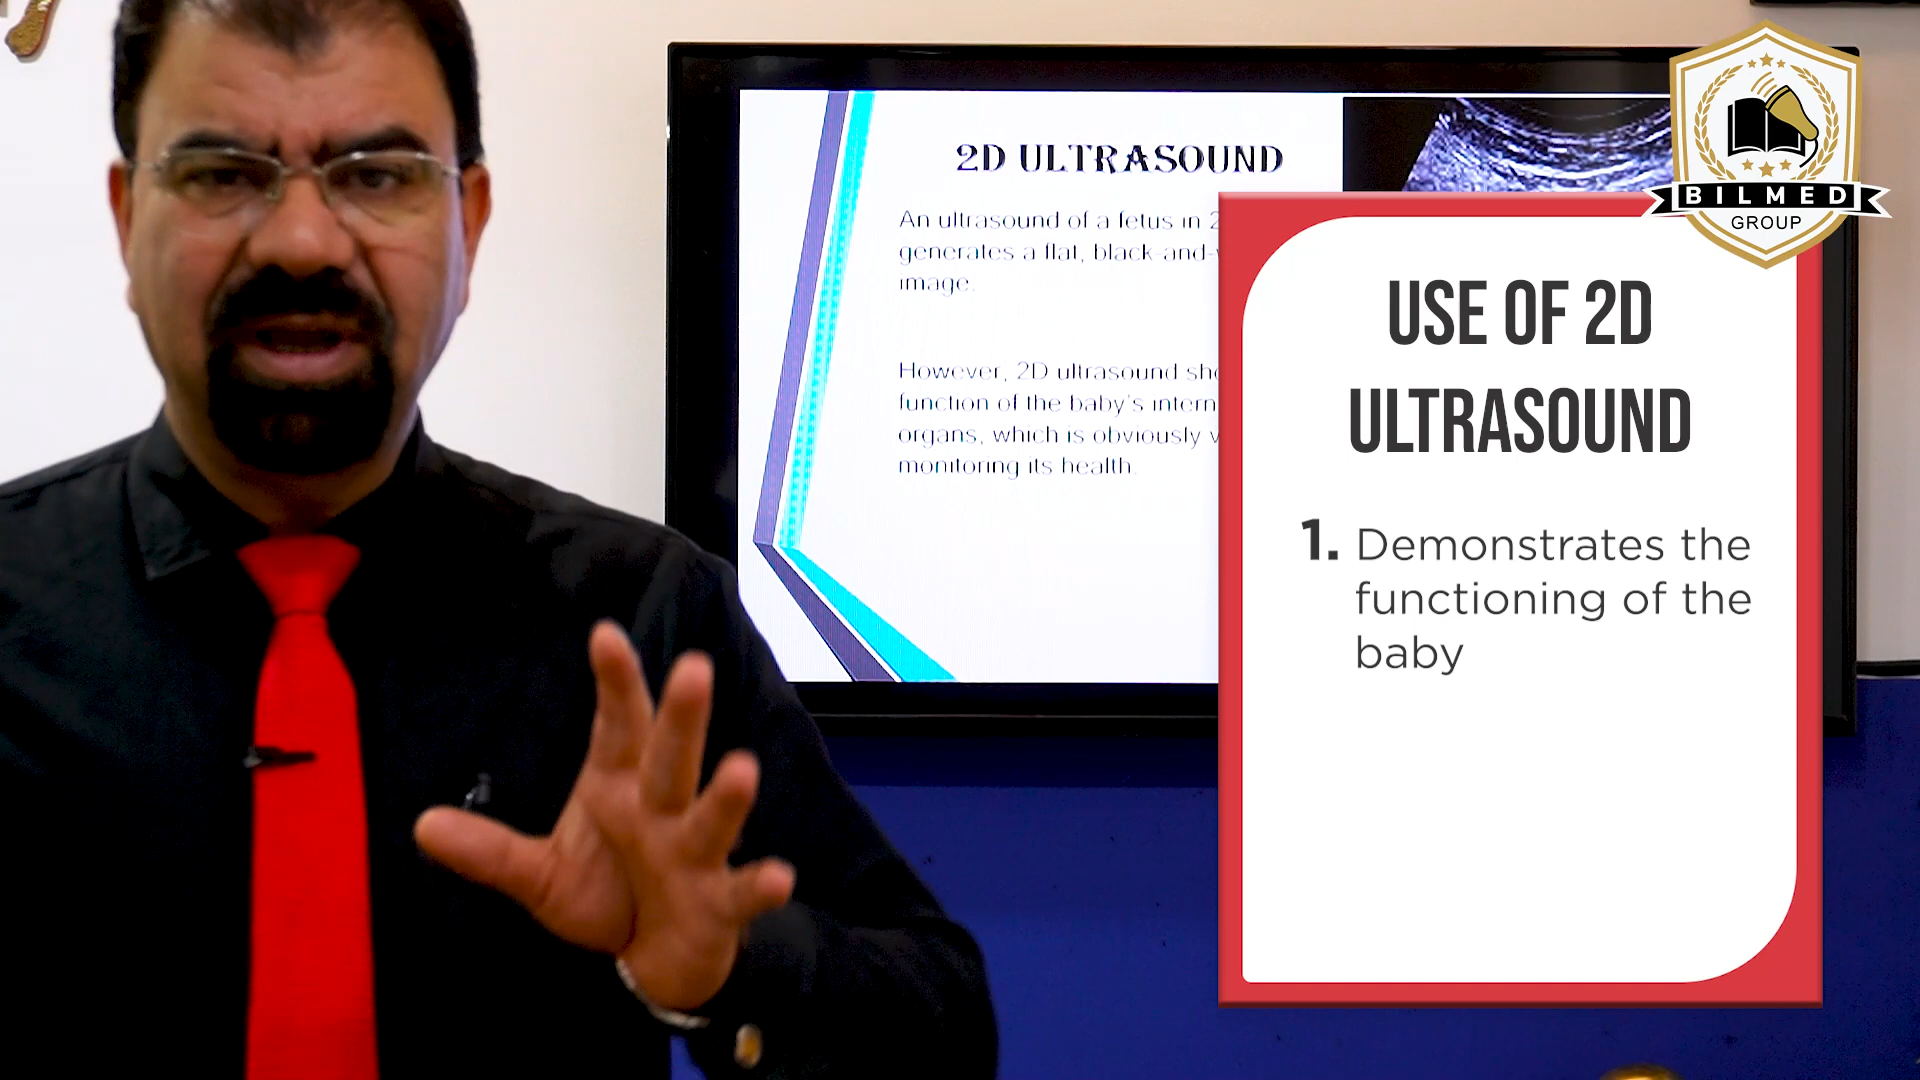 2D ULTRASOUND
An ultrasound of a fetus in 2
generates a flat, black-and-
image.
However, 2D ultrasound
function of the baby's
organs, which is obviously
monitoring its health.
BILMED
GROUP
USE OF 2D
ULTRASOUND
1. Demonstrates the
functioning of the
baby